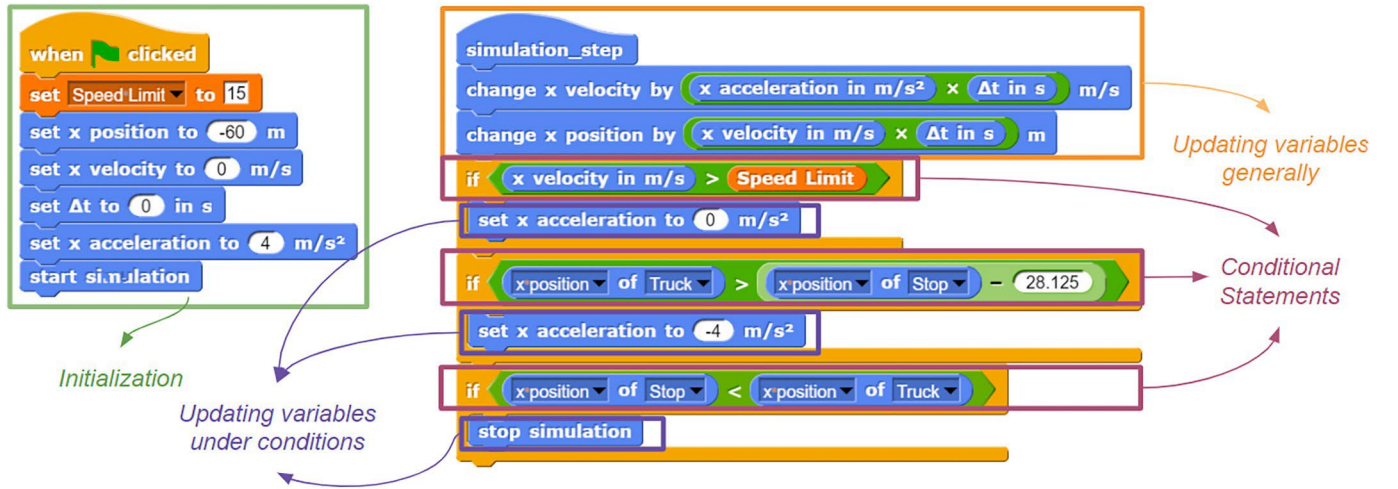 when clicked
set Speed Limit to 15
set x position to -60 m
set x velocity to 0 m/s
set Δt to 0 in s
set x acceleration to 4 m/s²
start simulation
Initialization
simulation_step
change x velocity by x acceleration in m/s² × Δt in s m/s
change x position by x velocity in m/s × Δt in s m
if x velocity in m/s > Speed Limit
set x acceleration to 0 m/s²
if x position of Truck > x position of Stop − 28.125
set x acceleration to -4 m/s²
if x position of Stop < x position of Truck
stop simulation
Updating variables
under conditions
Updating variables
generally
Conditional
Statements